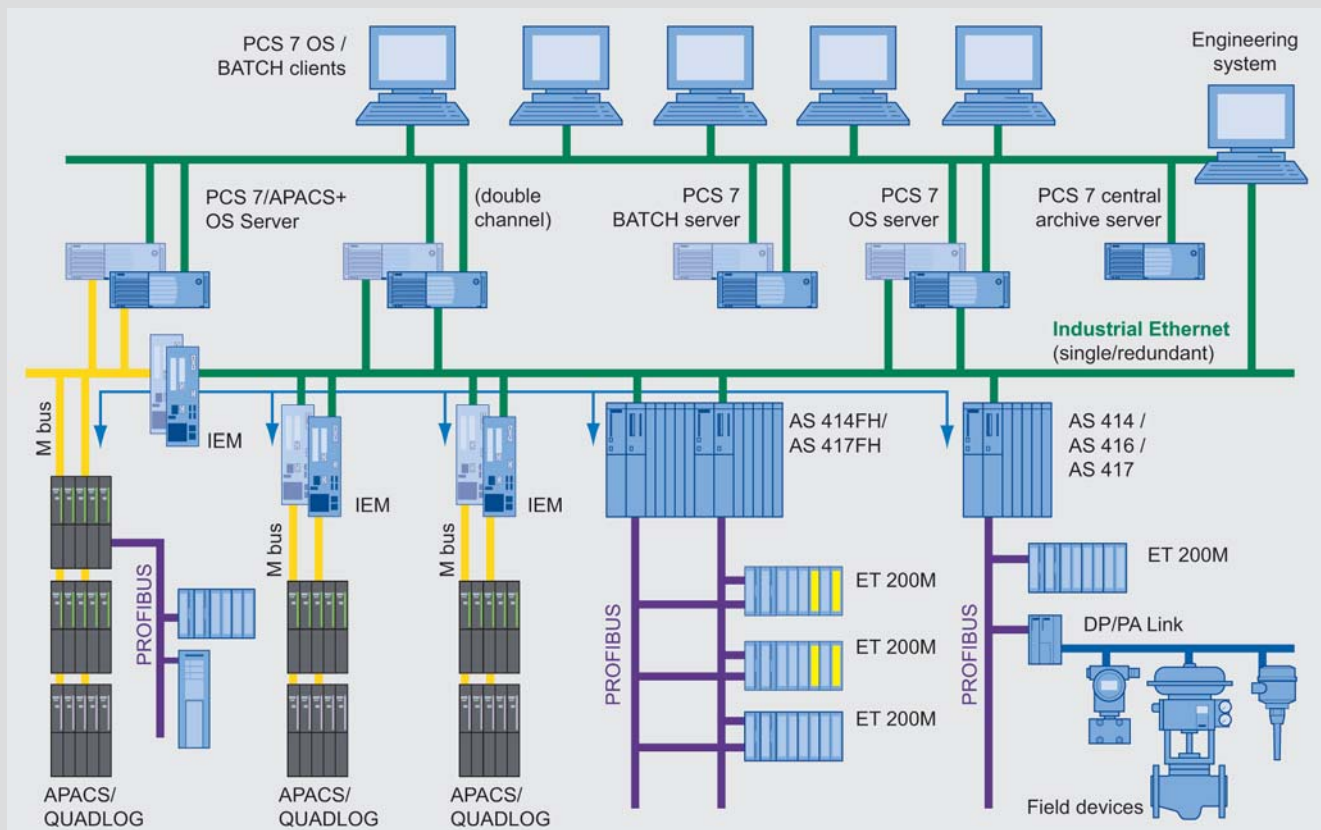 PCS 7 OS /
BATCH clients
Engineering
system
PCS 7/APACS+
OS Server
(double
channel)
PCS 7
BATCH server
PCS 7
OS server
PCS 7 central
archive server
Industrial Ethernet
(single/redundant)
M bus
IEM
IEM
IEM
AS 414FH/
AS 417FH
AS 414 /
AS 416 /
AS 417
M bus
M bus
PROFIBUS
PROFIBUS
PROFIBUS
ET 200M
ET 200M
ET 200M
ET 200M
DP/PA Link
APACS/
QUADLOG
APACS/
QUADLOG
APACS/
QUADLOG
Field devices